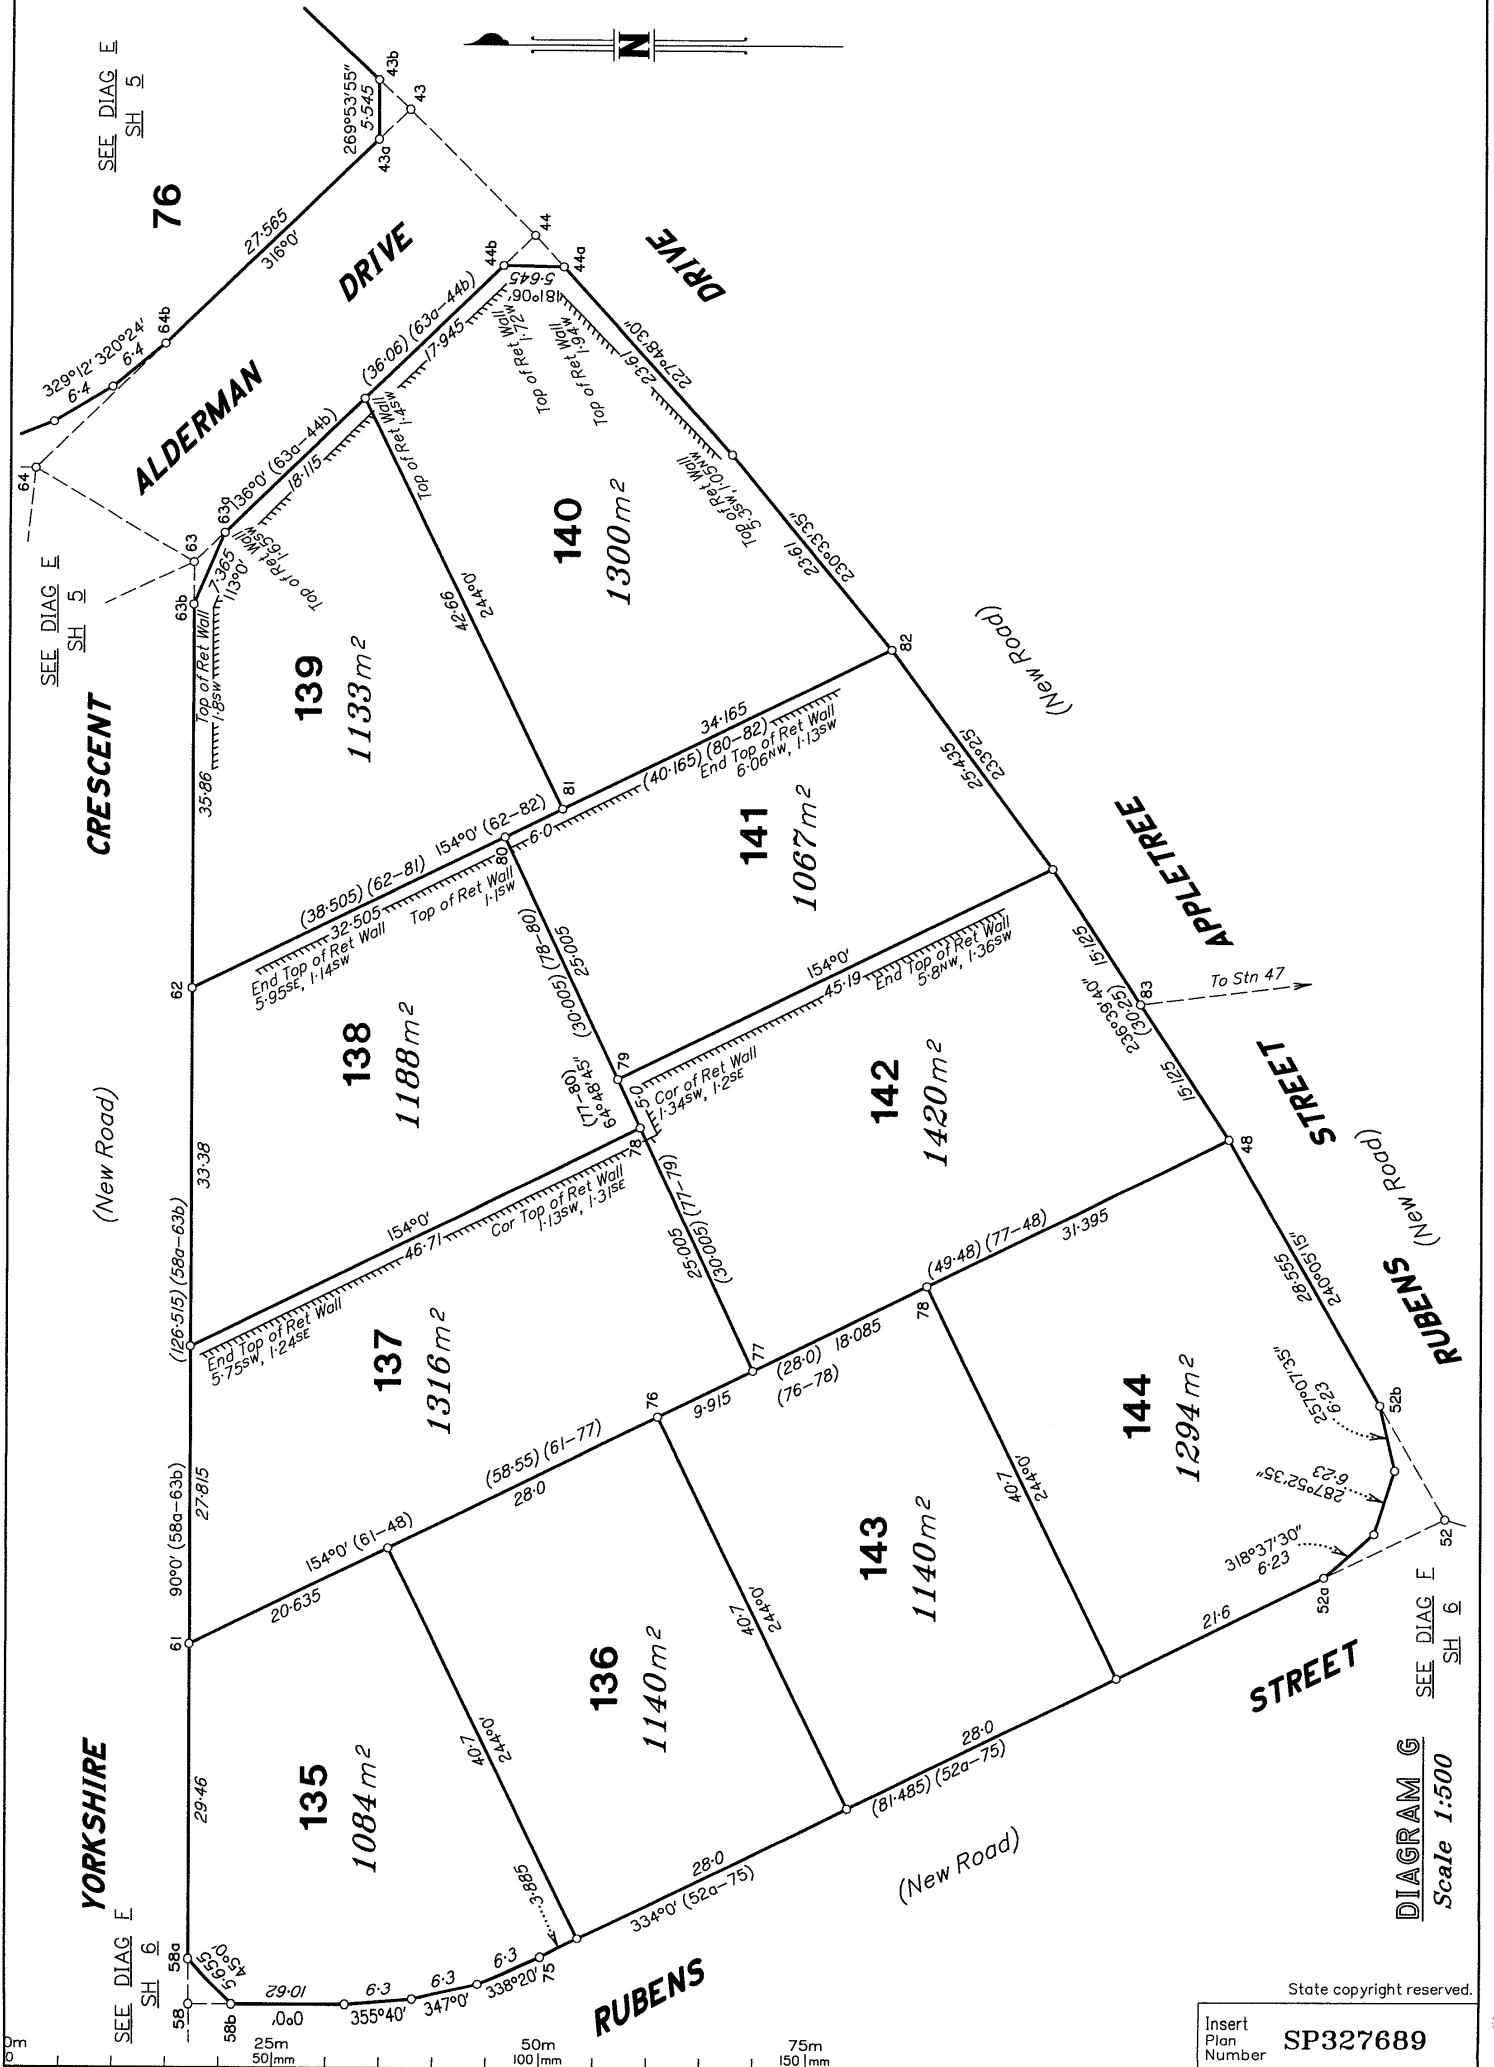 SEE DIAG E
SH 5
76
43b
43
43a
269°53'55"
5·545
N
27·565
316°0'
64b
329°12' 320°24'
6·4
6·4
64
ALDERMAN
DRIVE
DRIVE
44
44b
44a
5·645
181°06'
(36·06) (63a-44b)
17·945
Top of Ret Wall
1·72W
Top of Ret Wall
1·94W
23·61
227°48'30"
Top of Ret Wall
5·3SW,1·05NW
23·61
230°33'35"
136°0' (63a-44b)
18·115
Top of Ret Wall
1·4SW
Top of Ret Wall
1·65SW
63
63a
63b
7·365
113°0'
SEE DIAG E
SH 5
CRESCENT
Top of Ret Wall
1·8SW
35·86
139
1133m²
140
1300m²
42·66
244°0'
81
82
(New Road)
34·165
(40·165) (80-82)
End Top of Ret Wall
6·06NW, 1·13SW
6·0
154°0' (62-82)
(38·505) (62-81)
32·505
80
Top of Ret Wall
1·1SW
End Top of Ret Wall
5·95SE, 1·14SW
62
138
1188m²
141
1067m²
25·435
233°25'
25·005
(30·005) (78-80)
79
64°48'45"
(77-80)
5·0
Cor of Ret Wall
1·34SW, 1·2SE
154°0'
45·19
End Top of Ret Wall
5·8NW, 1·36SW
APPLETREE
STREET
15·125
83
To Stn 47
236°39'40"
(30·25)
15·125
48
142
1420m²
(New Road)
33·38
(126·515) (58a-63b)
154°0'
46·71
Cor Top of Ret Wall
1·13SW, 1·31SE
End Top of Ret Wall
5·75SW, 1·24SE
78
25·005
(30·005) (77-79)
137
1316m²
77
76
9·915
(28·0)
(76-78)
18·085
(49·48) (77-48)
31·395
78
28·555
240°05'15"
RUBENS
(New Road)
52b
257°07'35"
6·23
287°52'35"
6·23
318°37'30"
6·23
52
52a
SEE DIAG F
SH 6
144
1294m²
90°0' (58a-63b)
27·815
61
154°0' (61-48)
20·635
(58·55) (61-77)
28·0
40·7
244°0'
40·7
244°0'
40·7
244°0'
143
1140m²
136
1140m²
135
1084m²
21·6
STREET
28·0
(81·485) (52a-75)
28·0
334°0' (52a-75)
(New Road)
YORKSHIRE
29·46
SEE DIAG F
SH 6
58a
58
58b
5·655
45°0'
10·62
0°0'
6·3
355°40'
6·3
347°0'
6·3
338°20'
75
3·885
RUBENS
DIAGRAM G
Scale 1:500
State copyright reserved.
Insert
Plan
Number
SP327689
0m 25m 50m 75m
0 50|mm 100|mm 150|mm